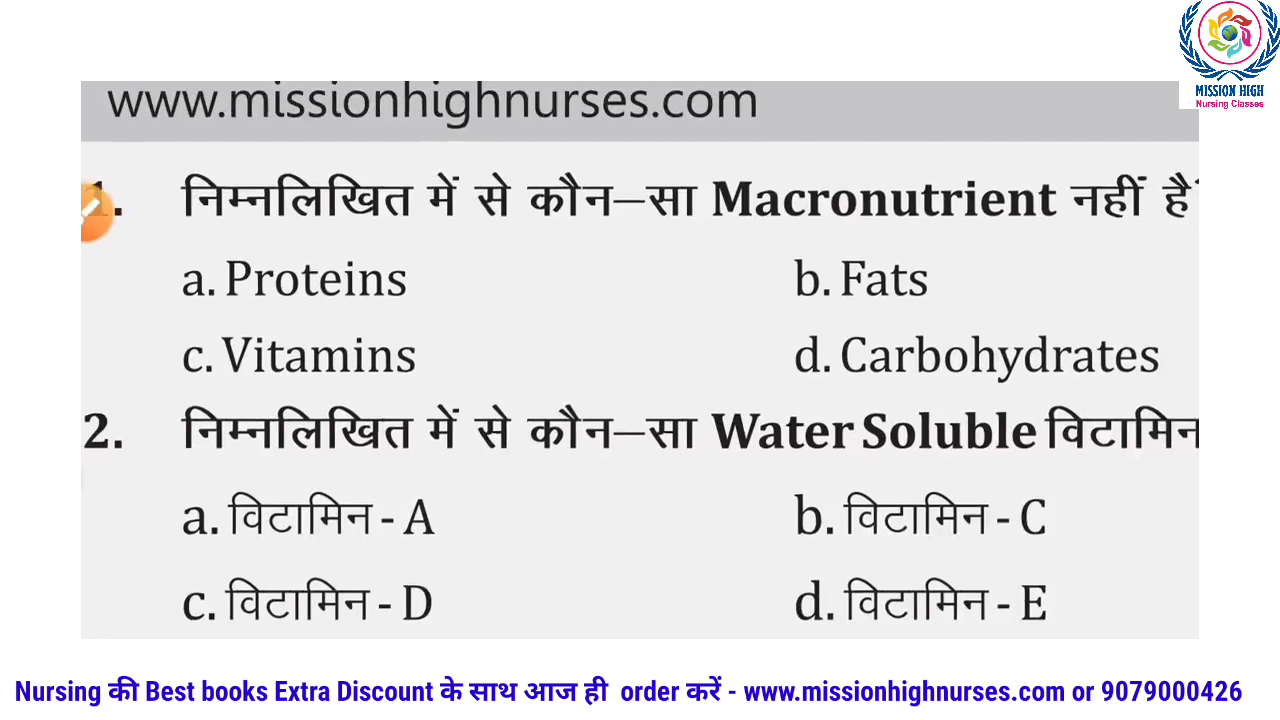 MISSION HIGH
Nursing Classes
www.missionhighnurses.com
1. निम्नलिखित में से कौन–सा Macronutrient नहीं है?
a. Proteins b. Fats
c. Vitamins d. Carbohydrates
2. निम्नलिखित में से कौन–सा Water Soluble विटामिन
a. विटामिन - A b. विटामिन - C
c. विटामिन - D d. विटामिन - E
Nursing की Best books Extra Discount के साथ आज ही order करें - www.missionhighnurses.com or 9079000426